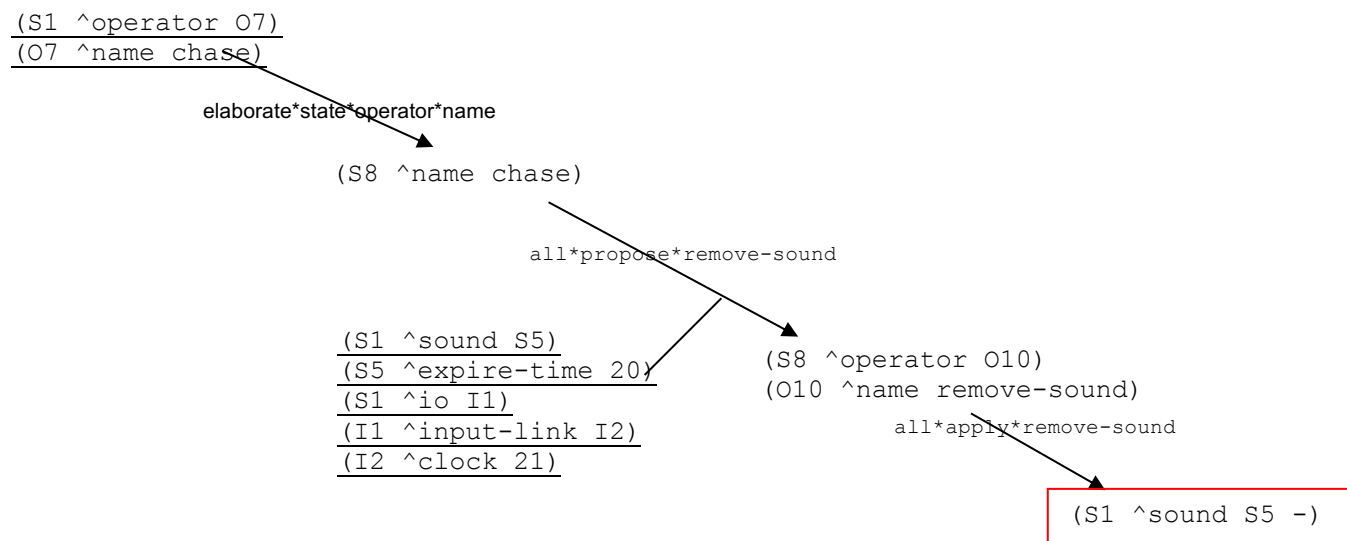 (S1 ^operator O7)
(O7 ^name chase)
elaborate*state*operator*name
(S8 ^name chase)
all*propose*remove-sound
(S1 ^sound S5)
(S5 ^expire-time 20)
(S1 ^io I1)
(I1 ^input-link I2)
(I2 ^clock 21)
(S8 ^operator O10)
(O10 ^name remove-sound)
all*apply*remove-sound
(S1 ^sound S5 -)